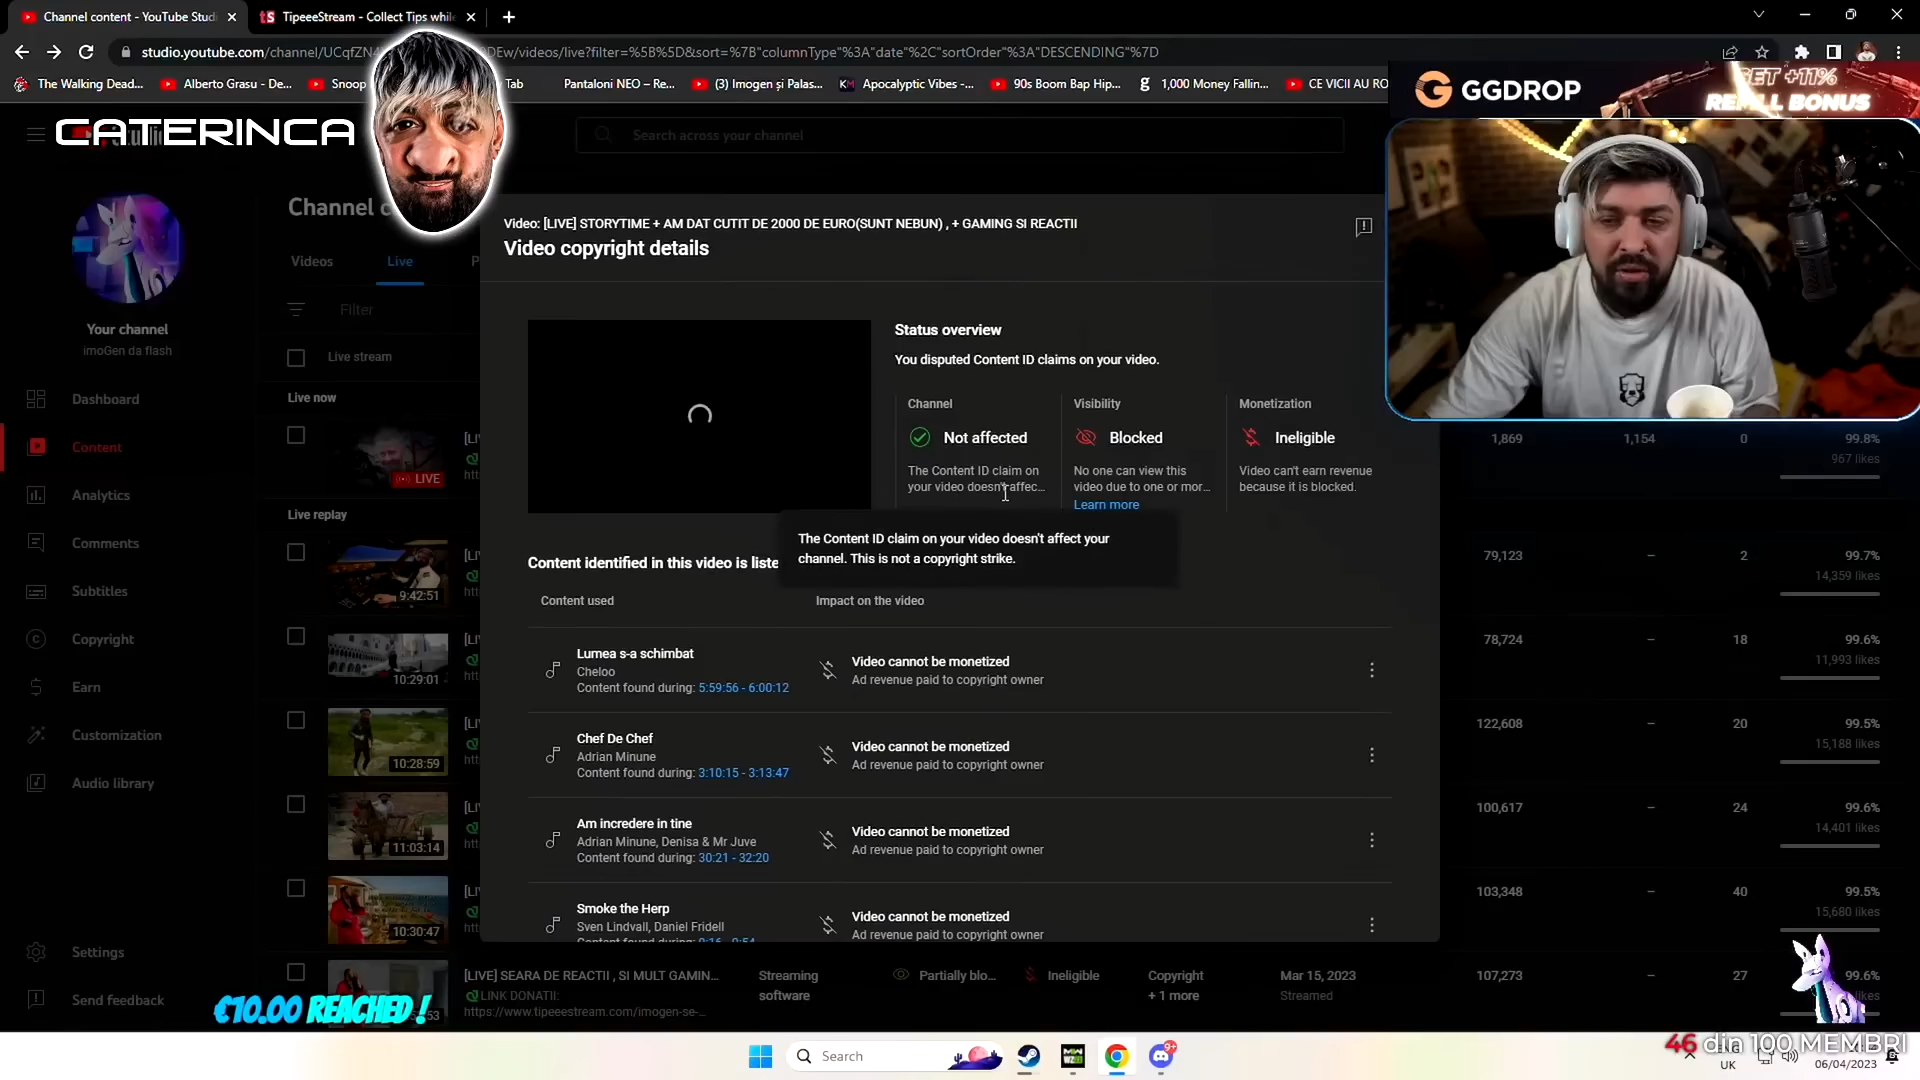 Channel content - YouTube Studi
TipeeeStream - Collect Tips while
The Walking Dead...
Alberto Grasu - De...
Snoop
Tab
Pantaloni NEO – Re...
(3) Imogen și Palas...
Apocalyptic Vibes -...
90s Boom Bap Hip...
1,000 Money Fallin...
CE VICII AU RO
GGDROP
GET +11%
REFILL BONUS
CATERINCA
Search across your channel
Channel c
Videos
Live
Filter
Live stream
Live now
LIVE
Live replay
9:42:51
10:29:01
10:28:59
11:03:14
10:30:47
Your channel
imoGen da flash
Dashboard
Content
Analytics
Comments
Subtitles
Copyright
Earn
Customization
Audio library
Settings
Send feedback
Video: [LIVE] STORYTIME + AM DAT CUTIT DE 2000 DE EURO(SUNT NEBUN) , + GAMING SI REACTII
Video copyright details
Status overview
You disputed Content ID claims on your video.
Channel
Not affected
The Content ID claim on
your video doesn't affec...
Visibility
Blocked
No one can view this
video due to one or mor...
Learn more
Monetization
Ineligible
Video can't earn revenue
because it is blocked.
The Content ID claim on your video doesn't affect your
channel. This is not a copyright strike.
Content identified in this video is liste
Content used
Impact on the video
Lumea s-a schimbat
Cheloo
Content found during: 5:59:56 - 6:00:12
Video cannot be monetized
Ad revenue paid to copyright owner
Chef De Chef
Adrian Minune
Content found during: 3:10:15 - 3:13:47
Video cannot be monetized
Ad revenue paid to copyright owner
Am incredere in tine
Adrian Minune, Denisa & Mr Juve
Content found during: 30:21 - 32:20
Video cannot be monetized
Ad revenue paid to copyright owner
Smoke the Herp
Sven Lindvall, Daniel Fridell
Content found during: 9:16 - 9:54
Video cannot be monetized
Ad revenue paid to copyright owner
1,869 1,154 0 99.8%
967 likes
79,123 – 2 99.7%
14,359 likes
78,724 – 18 99.6%
11,993 likes
122,608 – 20 99.5%
15,188 likes
100,617 – 24 99.6%
14,401 likes
103,348 – 40 99.5%
15,680 likes
107,273 – 27 99.6%
likes
[LIVE] SEARA DE REACTII , SI MULT GAMIN...
LINK DONATII:
https://www.tipeeestream.com/imogen-se-...
Streaming
software
Partially blo...
Ineligible
Copyright
+ 1 more
Mar 15, 2023
Streamed
€10.00 REACHED !
Search
9+
46 din 100 MEMBRI
UK
06/04/2023